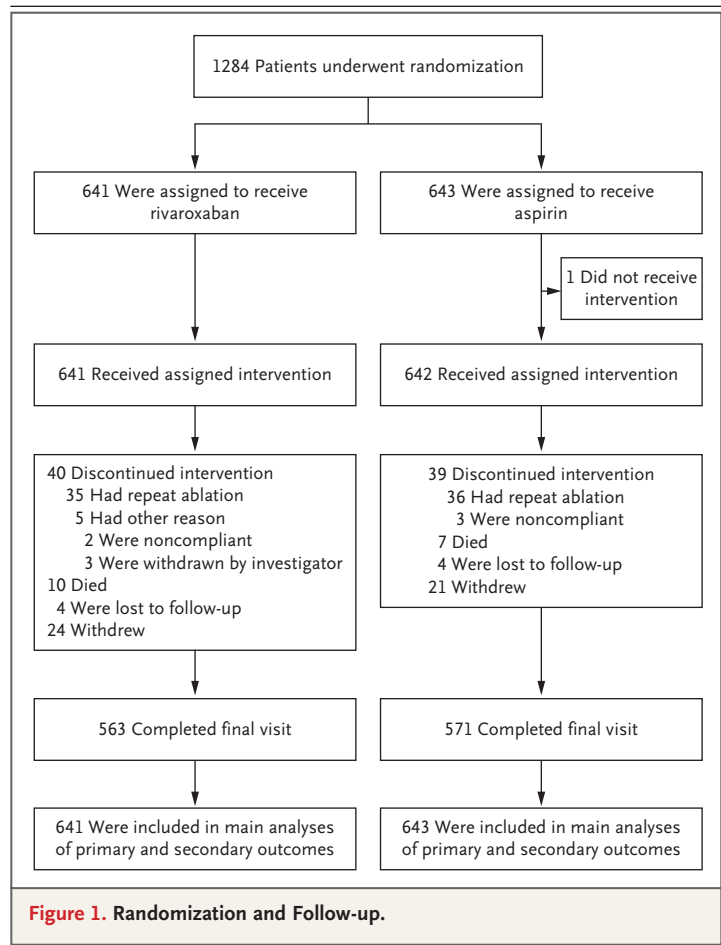 1284 Patients underwent randomization
641 Were assigned to receive
rivaroxaban
643 Were assigned to receive
aspirin
1 Did not receive
intervention
641 Received assigned intervention
642 Received assigned intervention
40 Discontinued intervention
35 Had repeat ablation
5 Had other reason
2 Were noncompliant
3 Were withdrawn by investigator
10 Died
4 Were lost to follow-up
24 Withdrew
39 Discontinued intervention
36 Had repeat ablation
3 Were noncompliant
7 Died
4 Were lost to follow-up
21 Withdrew
563 Completed final visit
571 Completed final visit
641 Were included in main analyses
of primary and secondary outcomes
643 Were included in main analyses
of primary and secondary outcomes
Figure 1. Randomization and Follow-up.